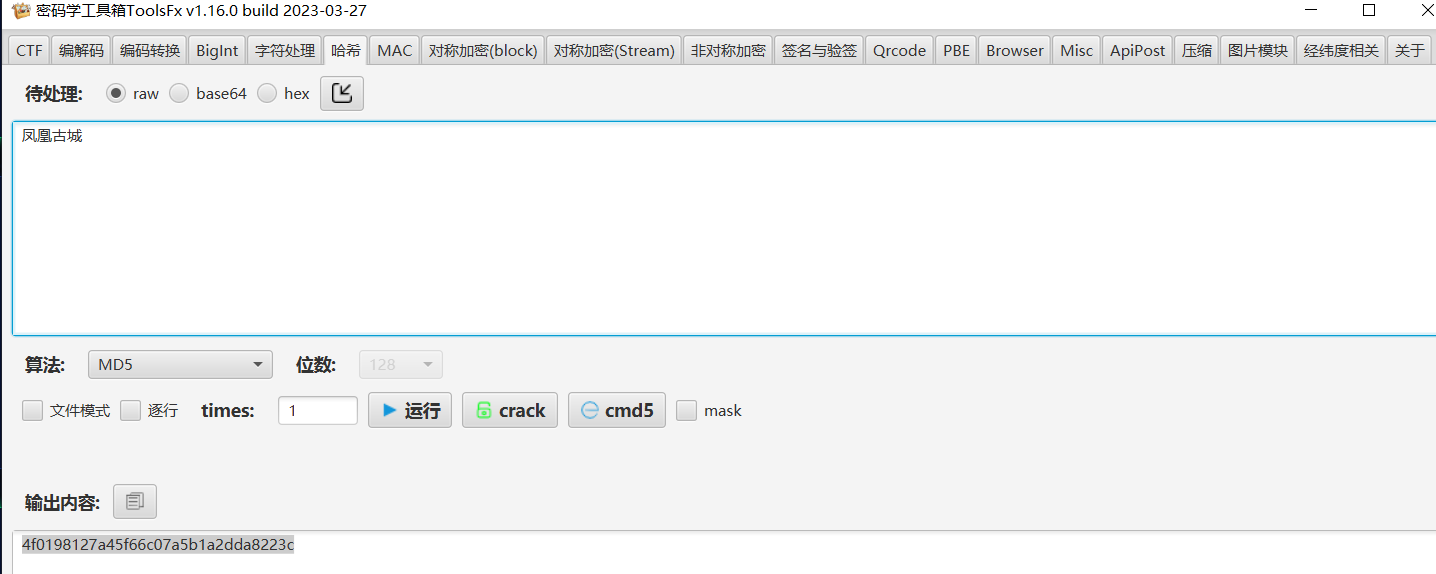 密码学工具箱ToolsFx v1.16.0 build 2023-03-27
CTF 编解码 编码转换 BigInt 字符处理 哈希 MAC 对称加密(block) 对称加密(Stream) 非对称加密 签名与验签 Qrcode PBE Browser Misc ApiPost 压缩 图片模块 经纬度相关 关于
待处理: raw base64 hex
凤凰古城
算法: MD5 位数: 128
文件模式 逐行 times: 1 运行 crack cmd5 mask
输出内容:
4f0198127a45f66c07a5b1a2dda8223c